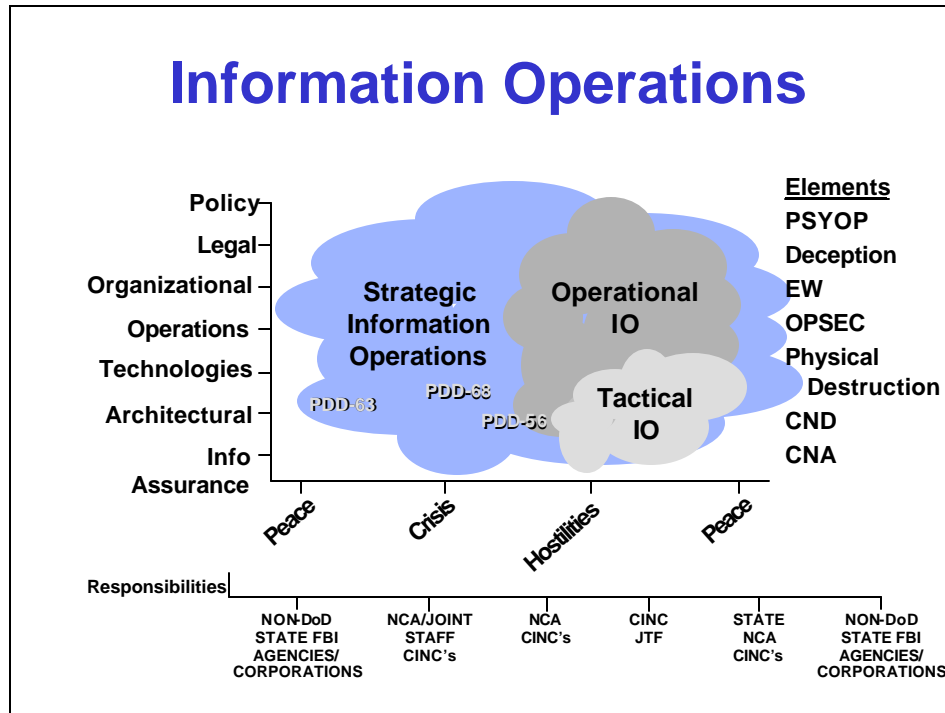 Information Operations
Policy
Legal
Organizational
Operations
Technologies
Architectural
Info
Assurance
Strategic
Information
Operations
Operational
IO
Tactical
IO
PDD-63
PDD-68
PDD-56
Elements
PSYOP
Deception
EW
OPSEC
Physical
Destruction
CND
CNA
Peace
Crisis
Hostilities
Peace
Responsibilities
NON-DoD
STATE FBI
AGENCIES/
CORPORATIONS
NCA/JOINT
STAFF
CINC's
NCA
CINC's
CINC
JTF
STATE
NCA
CINC's
NON-DoD
STATE FBI
AGENCIES/
CORPORATIONS